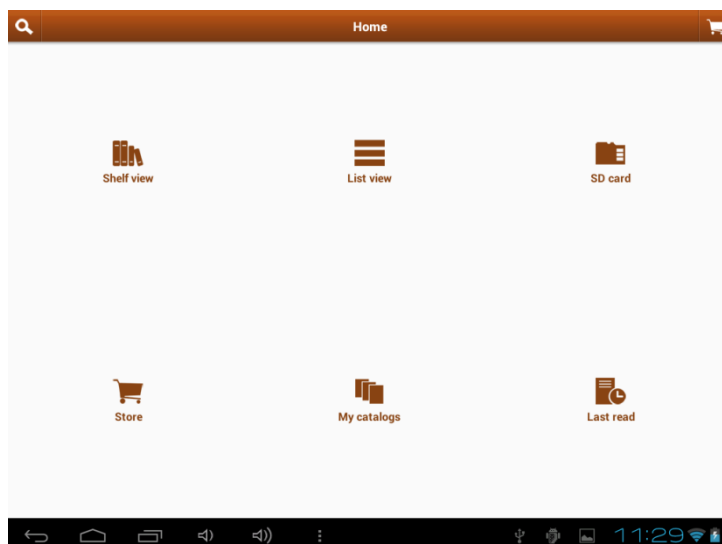 Home
Shelf view
List view
SD card
Store
My catalogs
Last read
11:29